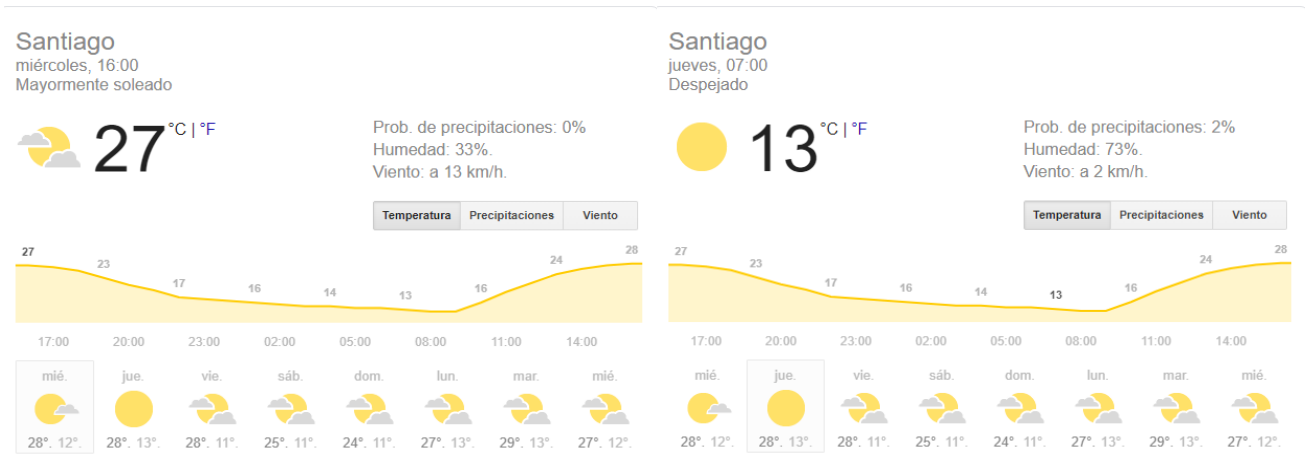 Santiago
miércoles, 16:00
Mayormente soleado
27 °C | °F
Prob. de precipitaciones: 0%
Humedad: 33%.
Viento: a 13 km/h.
Temperatura Precipitaciones Viento
27 23 17 16 14 13 16 24 28
17:00 20:00 23:00 02:00 05:00 08:00 11:00 14:00
mié. jue. vie. sáb. dom. lun. mar. mié.
28°. 12°. 28°. 13°. 28°. 11°. 25°. 11°. 24°. 11°. 27°. 13°. 29°. 13°. 27°. 12°.
Santiago
jueves, 07:00
Despejado
13 °C | °F
Prob. de precipitaciones: 2%
Humedad: 73%.
Viento: a 2 km/h.
Temperatura Precipitaciones Viento
27 23 17 16 14 13 16 24 28
17:00 20:00 23:00 02:00 05:00 08:00 11:00 14:00
mié. jue. vie. sáb. dom. lun. mar. mié.
28°. 12°. 28°. 13°. 28°. 11°. 25°. 11°. 24°. 11°. 27°. 13°. 29°. 13°. 27°. 12°.